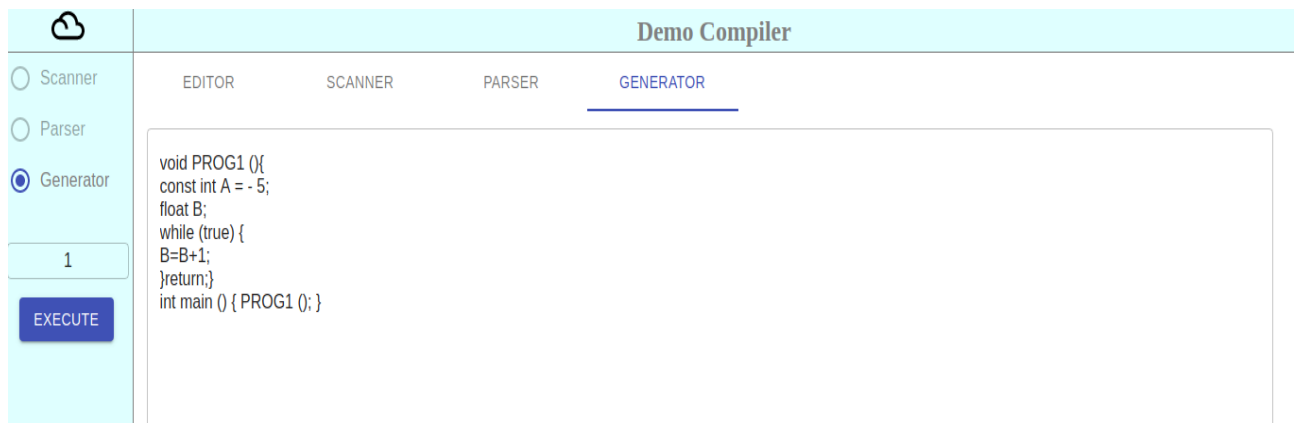 Demo Compiler
Scanner
Parser
Generator
1
EXECUTE
EDITOR SCANNER PARSER GENERATOR
void PROG1 (){
const int A = - 5;
float B;
while (true) {
B=B+1;
}return;}
int main () { PROG1 (); }